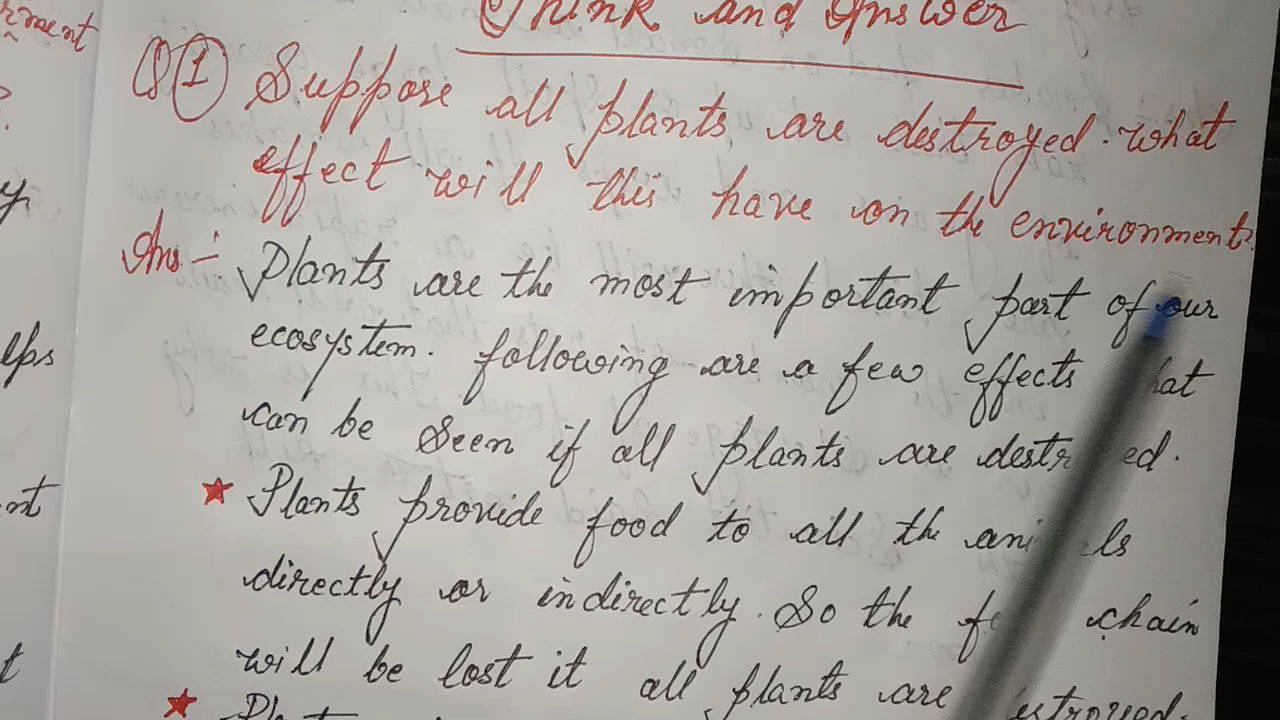 Think and Answer
Q1 Suppose all plants are destroyed. what
effect will this have on the environment?
Ans:- Plants are the most important part of our
ecosystem. following are a few effects
can be seen if all plants are
★ Plants provide food to all the
directly or indirectly. So the chain
will be lost it all plants are
★